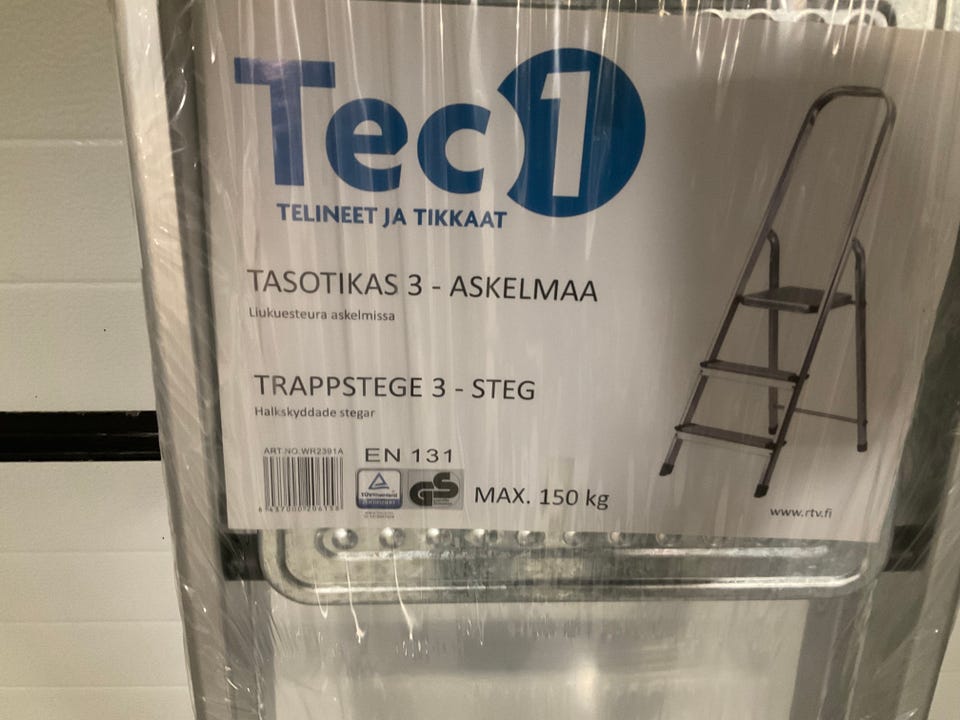 Tec1
TELINEET JA TIKKAAT
TASOTIKAS 3 - ASKELMAA
Liukuesteura askelmissa
TRAPPSTEGE 3 - STEG
Halkskyddade stegar
ART.NO:WR2391A
EN 131
GS
MAX. 150 kg
www.rtv.fi